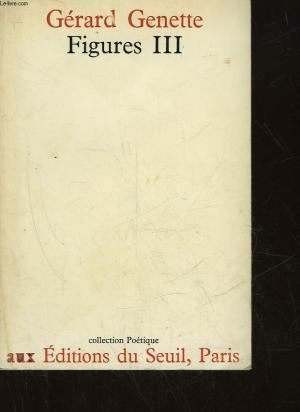 Gérard Genette
Figures III
collection Poétique
aux Éditions du Seuil, Paris